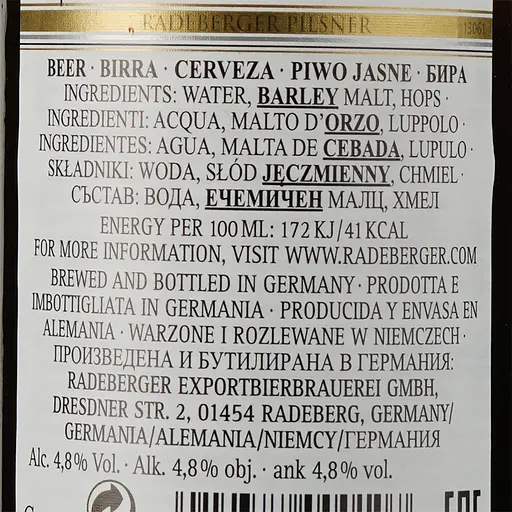 RADEBERGER PILSNER 13061
BEER · BIRRA · CERVEZA · PIWO JASNE · БИРА
INGREDIENTS: WATER, BARLEY MALT, HOPS ·
INGREDIENTI: ACQUA, MALTO D’ORZO, LUPPOLO ·
INGREDIENTES: AGUA, MALTA DE CEBADA, LUPULO ·
SKŁADNIKI: WODA, SŁÓD JĘCZMIENNY, CHMIEL ·
СЪСТАВ: ВОДА, ЕЧЕМИЧЕН МАЛЦ, ХМЕЛ
ENERGY PER 100 ML: 172 KJ/41 KCAL
FOR MORE INFORMATION, VISIT WWW.RADEBERGER.COM
BREWED AND BOTTLED IN GERMANY · PRODOTTA E
IMBOTTIGLIATA IN GERMANIA · PRODUCIDA Y ENVASA EN
ALEMANIA · WARZONE I ROZLEWANE W NIEMCZECH ·
ПРОИЗВЕДЕНА И БУТИЛИРАНА В ГЕРМАНИЯ:
RADEBERGER EXPORTBIERBRAUEREI GMBH,
DRESDNER STR. 2, 01454 RADEBERG, GERMANY/
GERMANIA/ALEMANIA/NIEMCY/ГЕРМАНИЯ
Alc. 4,8% Vol. · Alk. 4,8% obj. · ank 4,8% vol.